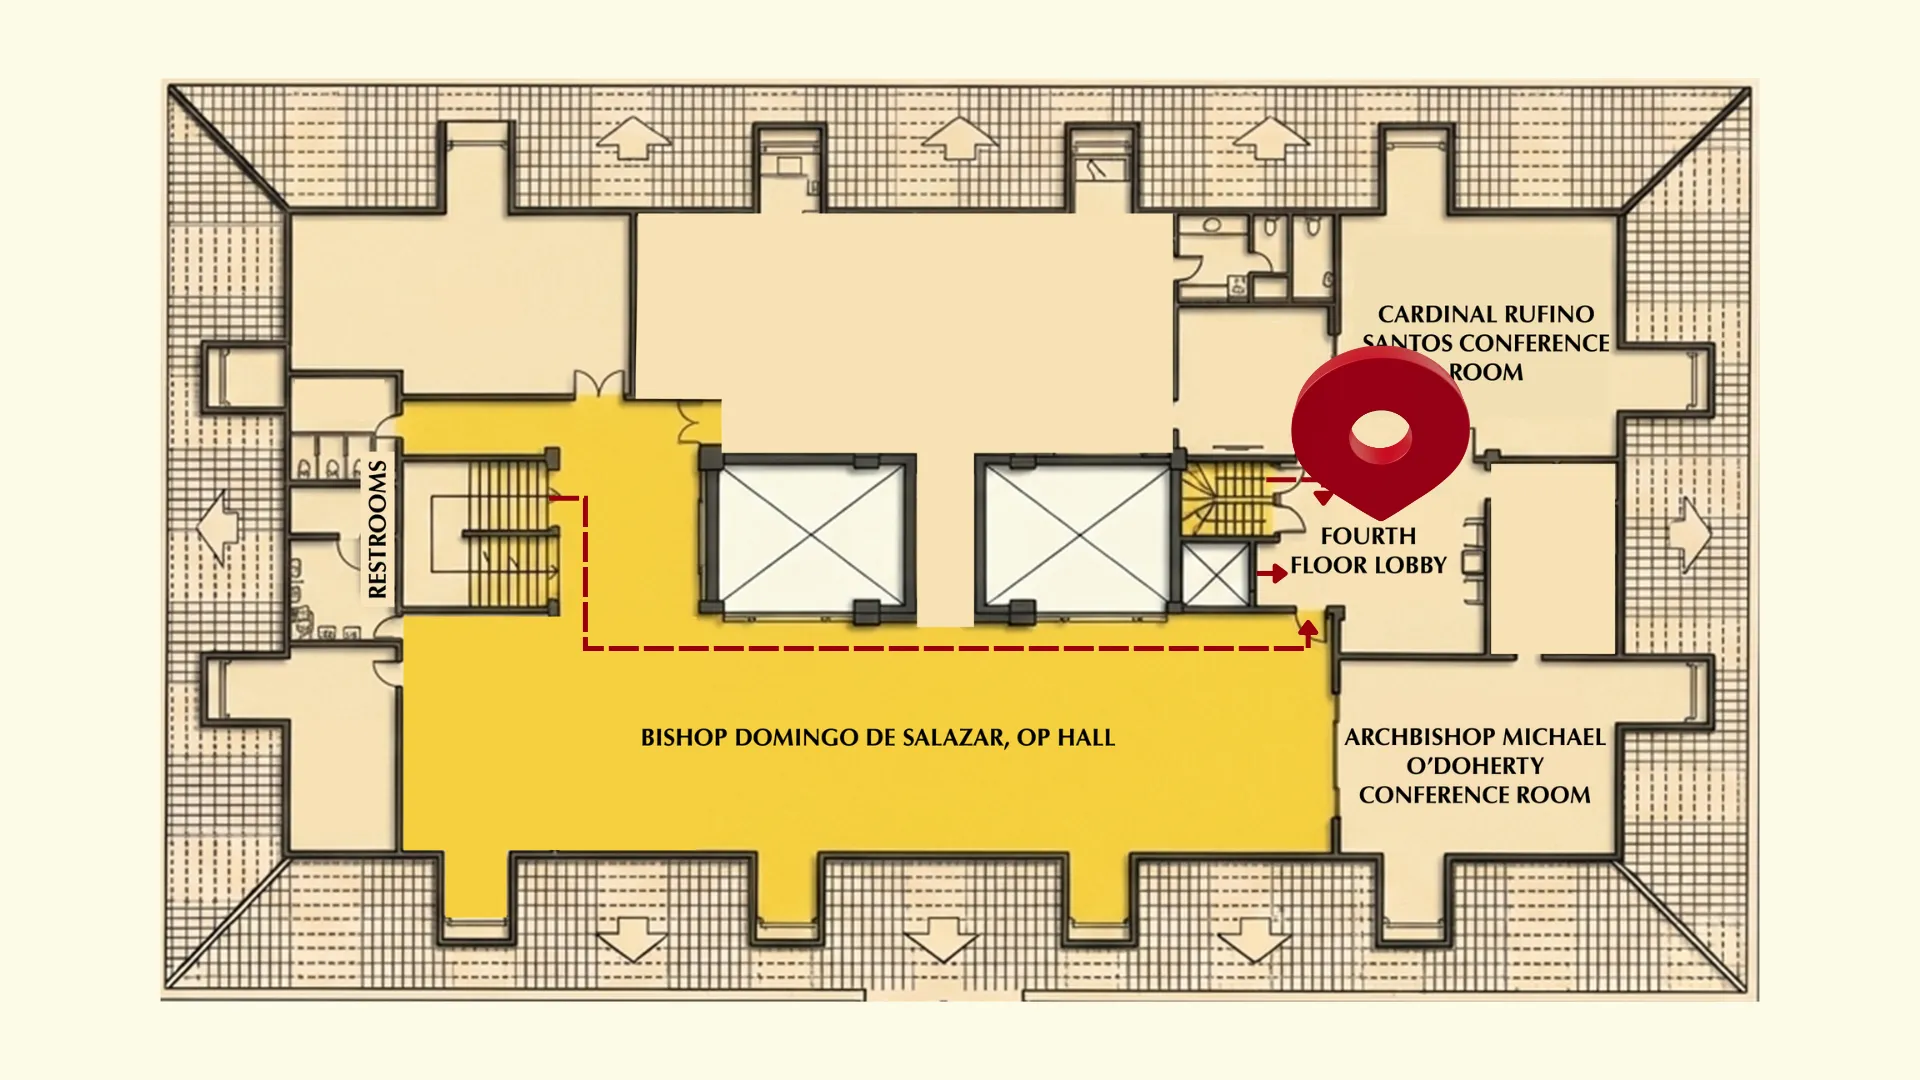 CARDINAL RUFINO
SANTOS CONFERENCE
ROOM
RESTROOMS
FOURTH
FLOOR LOBBY
BISHOP DOMINGO DE SALAZAR, OP HALL
ARCHBISHOP MICHAEL
O’DOHERTY
CONFERENCE ROOM